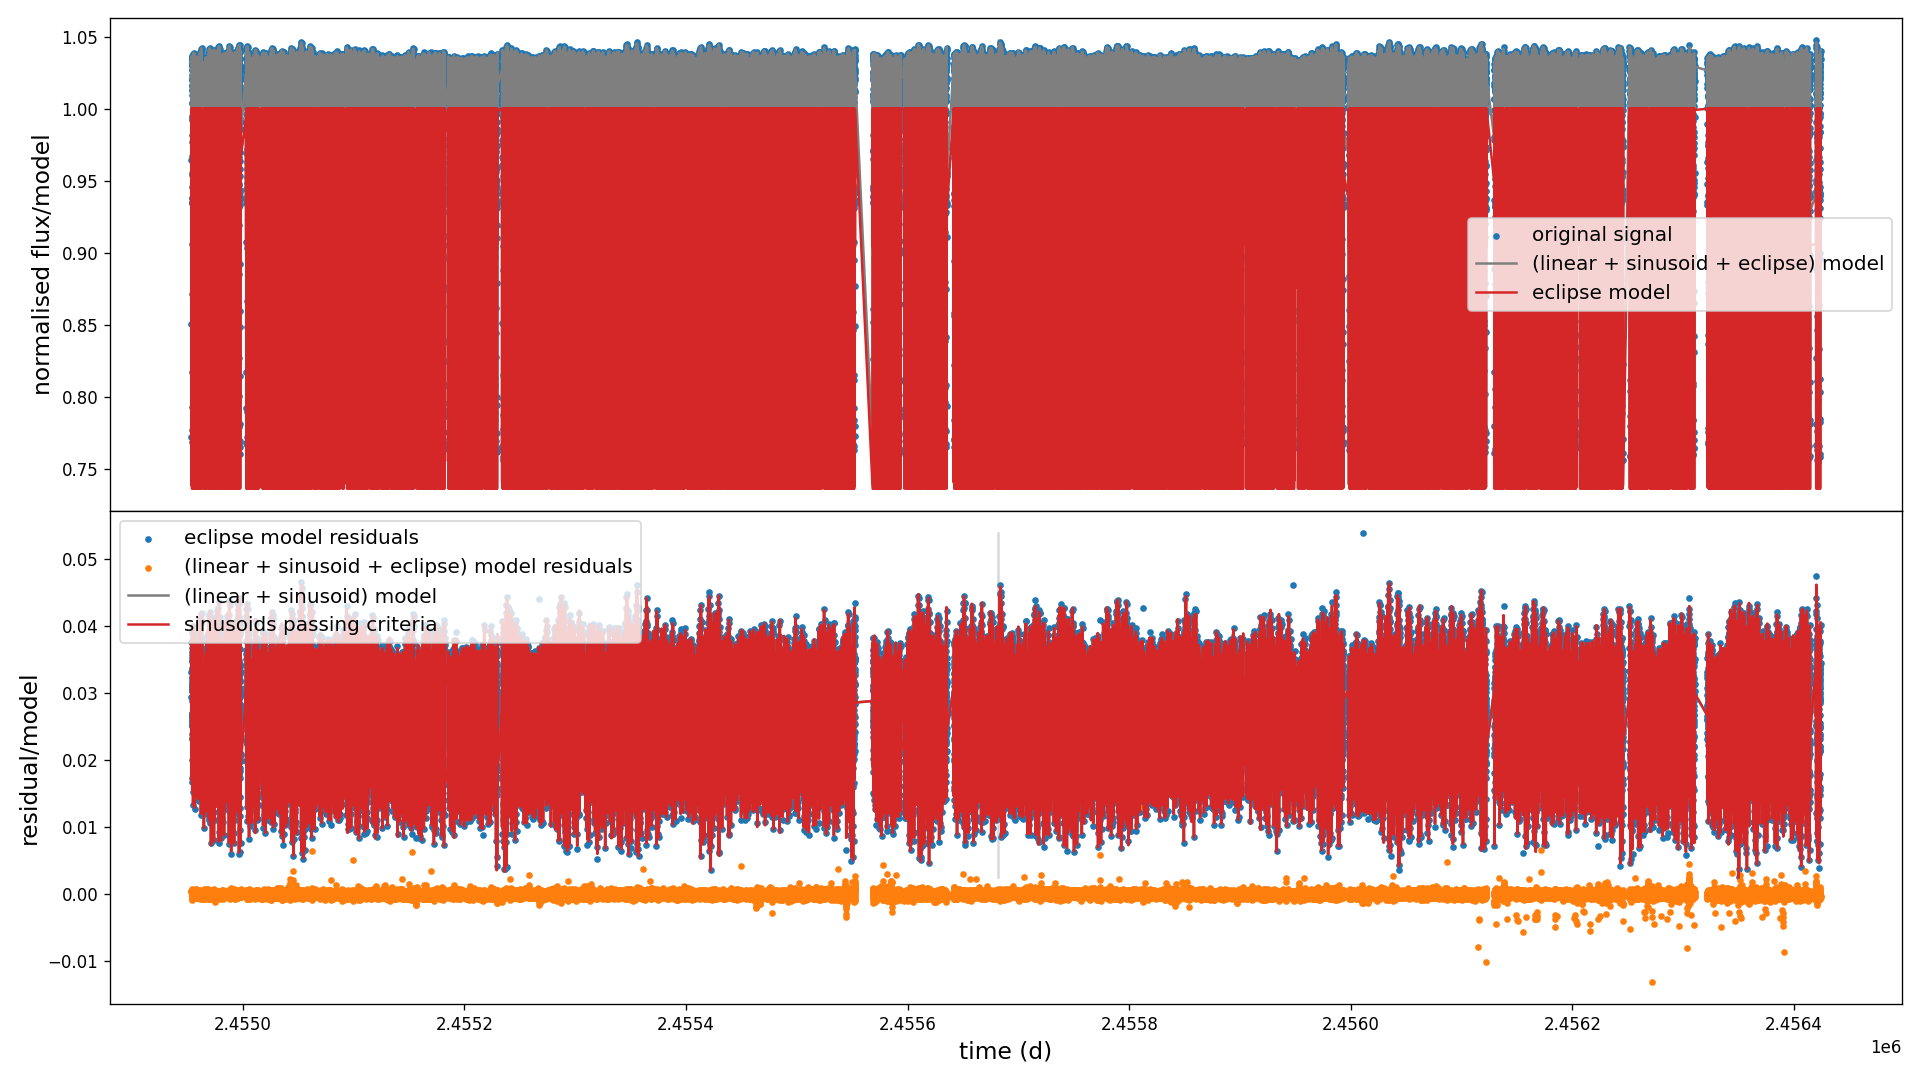 1.05
1.00
0.95
0.90
0.85
0.80
0.75
normalised flux/model
original signal
(linear + sinusoid + eclipse) model
eclipse model
eclipse model residuals
(linear + sinusoid + eclipse) model residuals
(linear + sinusoid) model
sinusoids passing criteria
0.05
0.04
0.03
0.02
0.01
0.00
−0.01
residual/model
2.4550
2.4552
2.4554
2.4556
2.4558
2.4560
2.4562
2.4564
1e6
time (d)